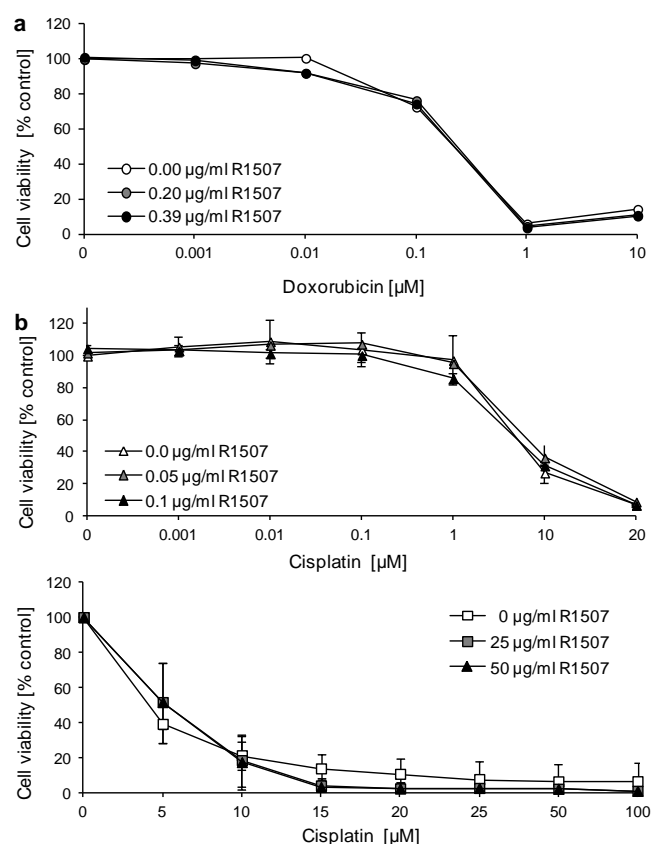 a
Cell viability [% control]
120
100
80
60
40
20
0
0.00 µg/ml R1507
0.20 µg/ml R1507
0.39 µg/ml R1507
0 0.001 0.01 0.1 1 10
Doxorubicin [µM]
b
Cell viability [% control]
120
100
80
60
40
20
0
0.0 µg/ml R1507
0.05 µg/ml R1507
0.1 µg/ml R1507
0 0.001 0.01 0.1 1 10 20
Cisplatin [µM]
Cell viability [% control]
120
100
80
60
40
20
0
0 µg/ml R1507
25 µg/ml R1507
50 µg/ml R1507
0 5 10 15 20 25 50 100
Cisplatin [µM]